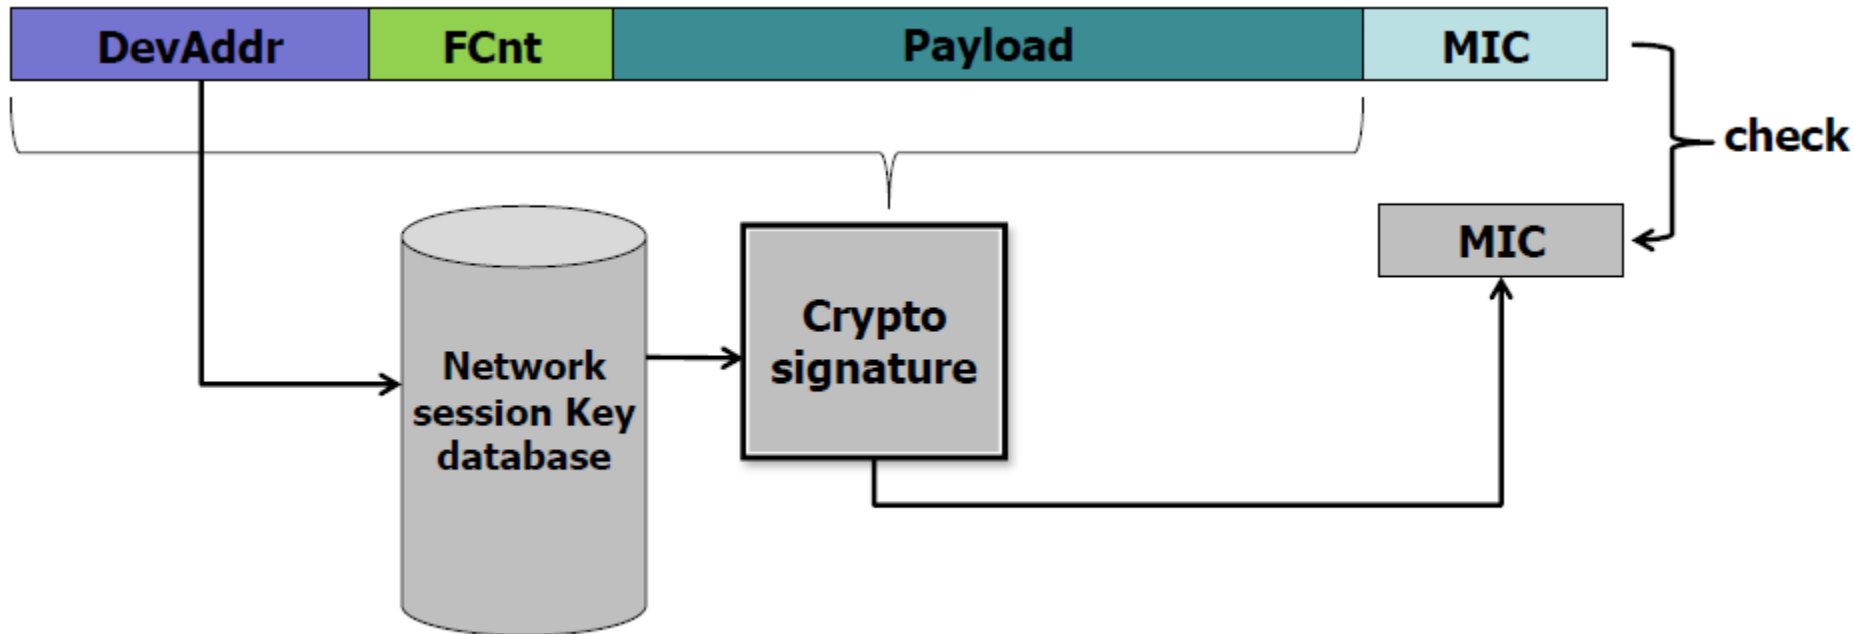 DevAddr
FCnt
Payload
MIC
check
MIC
Crypto
signature
Network
session Key
database